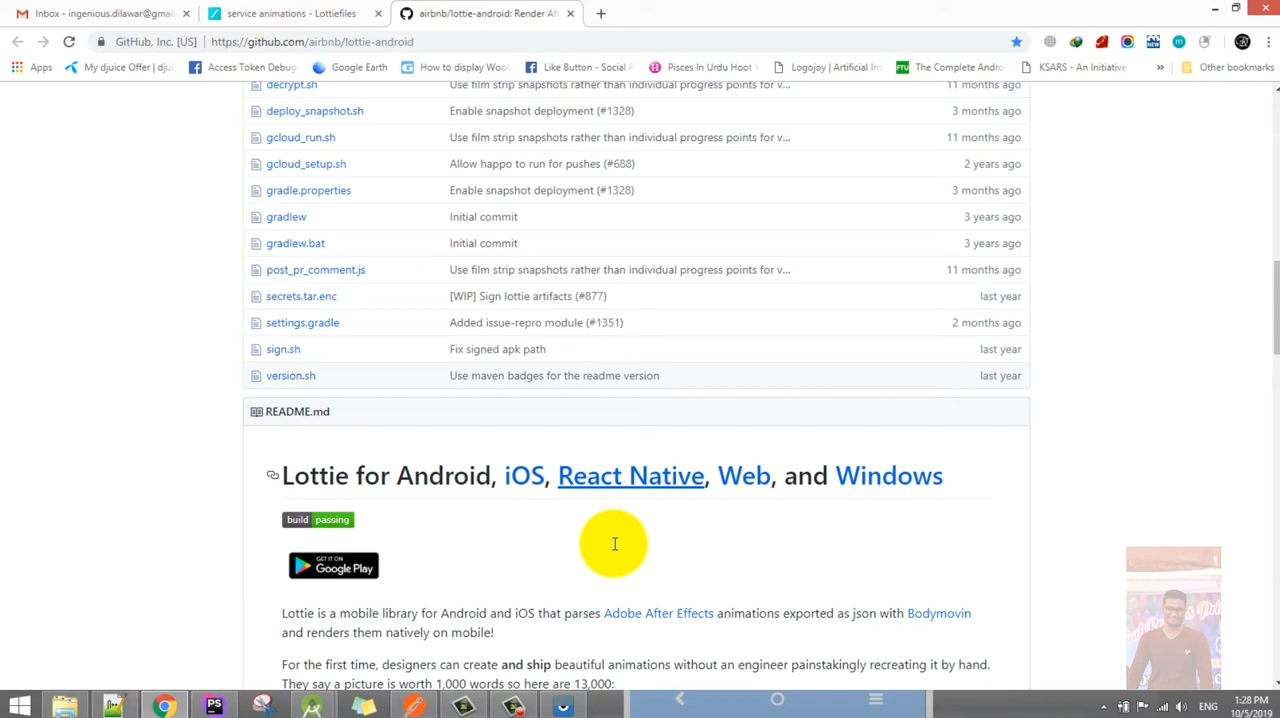 Inbox - ingenious.dilawar@gmail
service animations - Lottiefiles
airbnb/lottie-android: Render Aft
GitHub, Inc. [US] https://github.com/airbnb/lottie-android
Apps My djuice Offer | dju Access Token Debug Google Earth How to display Woo Like Button - Social P Pisces In Urdu Hoot Logojoy | Artificial Int FTU The Complete Andro KSARS - An Initiative » Other bookmarks
decrypt.sh Use film strip snapshots rather than individual progress points for v... 11 months ago
deploy_snapshot.sh Enable snapshot deployment (#1328) 3 months ago
gcloud_run.sh Use film strip snapshots rather than individual progress points for v... 11 months ago
gcloud_setup.sh Allow happo to run for pushes (#688) 2 years ago
gradle.properties Enable snapshot deployment (#1328) 3 months ago
gradlew Initial commit 3 years ago
gradlew.bat Initial commit 3 years ago
post_pr_comment.js Use film strip snapshots rather than individual progress points for v... 11 months ago
secrets.tar.enc [WIP] Sign lottie artifacts (#877) last year
settings.gradle Added issue-repro module (#1351) 2 months ago
sign.sh Fix signed apk path last year
version.sh Use maven badges for the readme version last year
README.md
Lottie for Android, iOS, React Native, Web, and Windows
build passing
GET IT ON
Google Play
Lottie is a mobile library for Android and iOS that parses Adobe After Effects animations exported as json with Bodymovin
and renders them natively on mobile!
For the first time, designers can create and ship beautiful animations without an engineer painstakingly recreating it by hand.
They say a picture is worth 1,000 words so here are 13,000:
PS
1:28 PM
10/5/2019